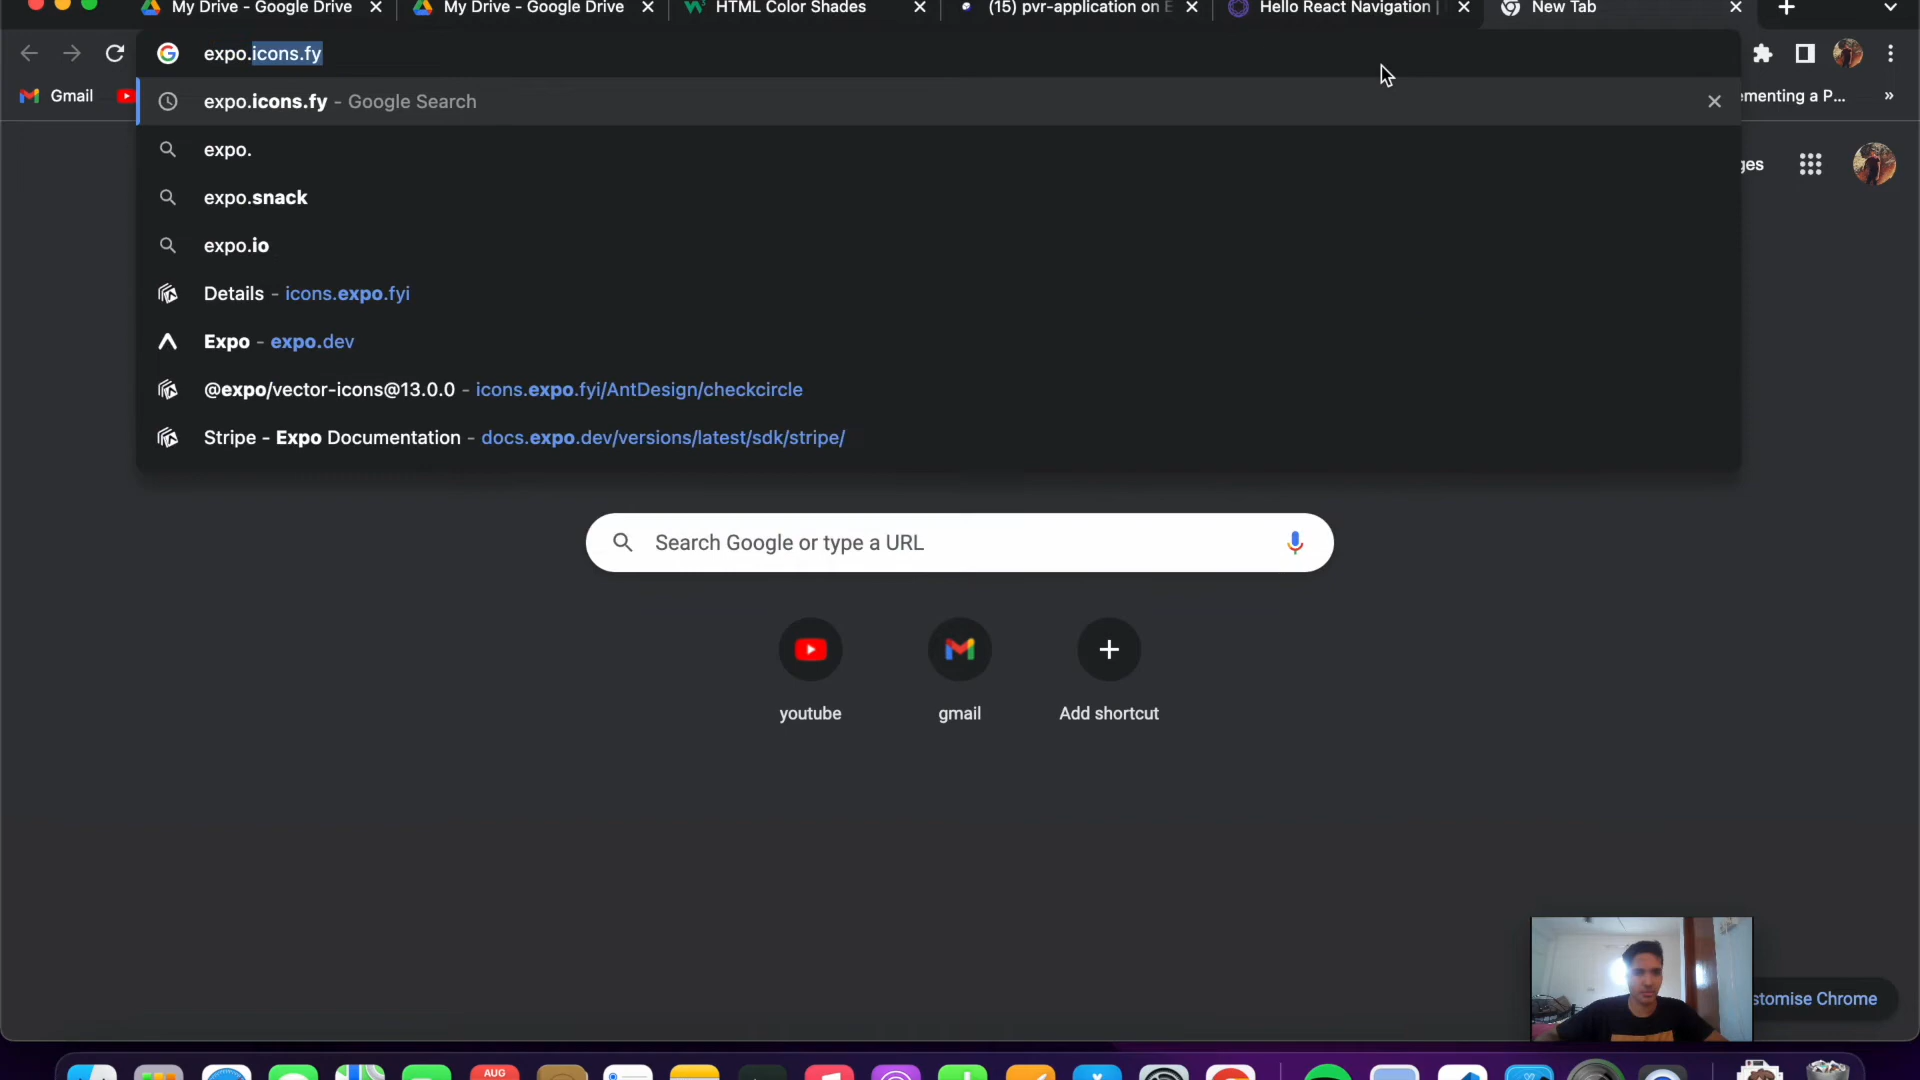 My Drive - Google Drive
My Drive - Google Drive
HTML Color Shades
(15) pvr-application on E
Hello React Navigation |
New Tab
expo.icons.fy
Gmail
ementing a P...
»
expo.icons.fy - Google Search
expo.
expo.snack
expo.io
Details - icons.expo.fyi
Expo - expo.dev
@expo/vector-icons@13.0.0 - icons.expo.fyi/AntDesign/checkcircle
Stripe - Expo Documentation - docs.expo.dev/versions/latest/sdk/stripe/
ges
Search Google or type a URL
youtube
gmail
Add shortcut
stomise Chrome
AUG